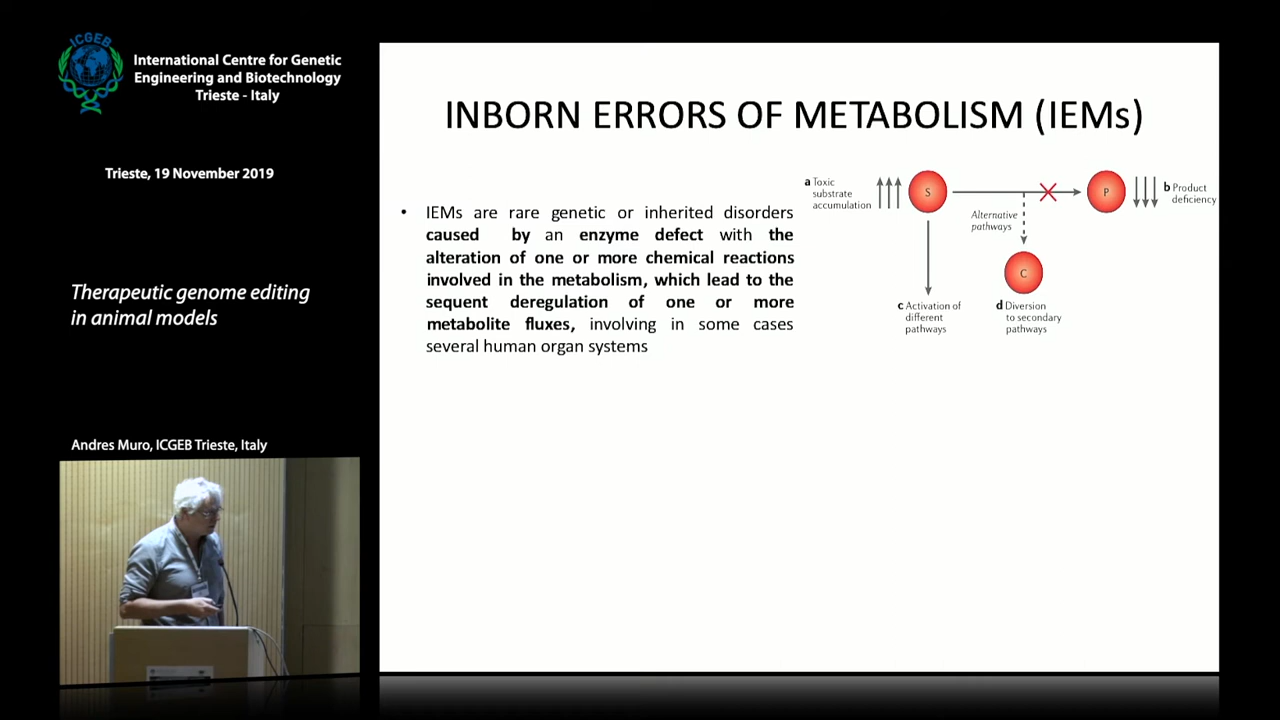 ICGEB
International Centre for Genetic
Engineering and Biotechnology
Trieste - Italy
Trieste, 19 November 2019
Therapeutic genome editing
in animal models
Andres Muro, ICGEB Trieste, Italy
INBORN ERRORS OF METABOLISM (IEMs)
• IEMs are rare genetic or inherited disorders
caused by an enzyme defect with the
alteration of one or more chemical reactions
involved in the metabolism, which lead to the
sequent deregulation of one or more
metabolite fluxes, involving in some cases
several human organ systems
a Toxic
substrate
accumulation
S
P
b Product
deficiency
Alternative
pathways
C
c Activation of
different
pathways
d Diversion
to secondary
pathways